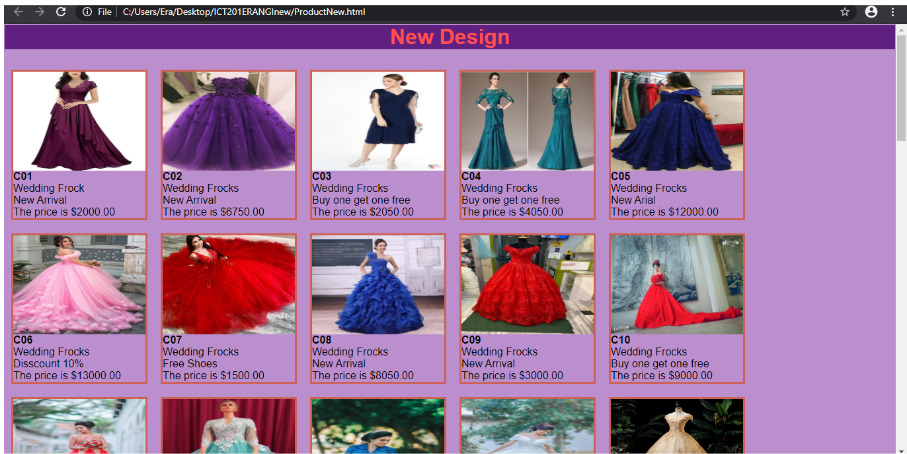 File C:/Users/Era/Desktop/ICT201ERANGInew/ProductNew.html
New Design
C01
Wedding Frock
New Arrival
The price is $2000.00
C02
Wedding Frocks
New Arrival
The price is $6750.00
C03
Wedding Frocks
Buy one get one free
The price is $2050.00
C04
Wedding Frocks
Buy one get one free
The price is $4050.00
C05
Wedding Frocks
New Arial
The price is $12000.00
C06
Wedding Frocks
Disscount 10%
The price is $13000.00
C07
Wedding Frocks
Free Shoes
The price is $1500.00
C08
Wedding Frocks
New Arrival
The price is $8050.00
C09
Wedding Frocks
New Arrival
The price is $3000.00
C10
Wedding Frocks
Buy one get one free
The price is $9000.00